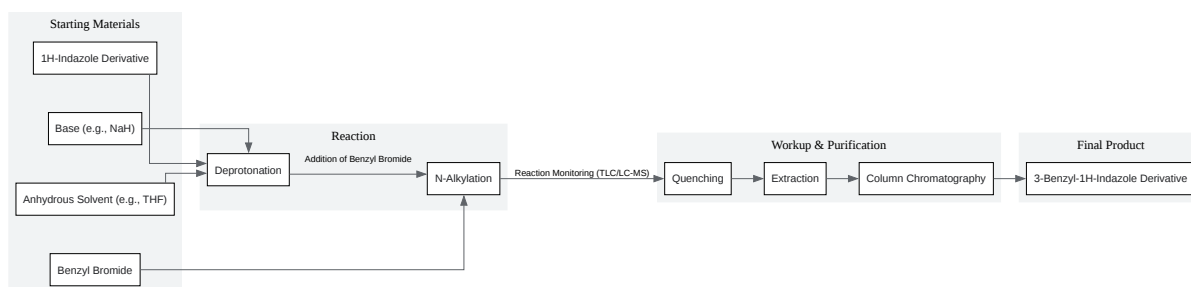 Starting Materials
1H-Indazole Derivative
Base (e.g., NaH)
Anhydrous Solvent (e.g., THF)
Benzyl Bromide
Reaction
Deprotonation
Addition of Benzyl Bromide
N-Alkylation
Reaction Monitoring (TLC/LC-MS)
Workup & Purification
Quenching
Extraction
Column Chromatography
Final Product
3-Benzyl-1H-Indazole Derivative